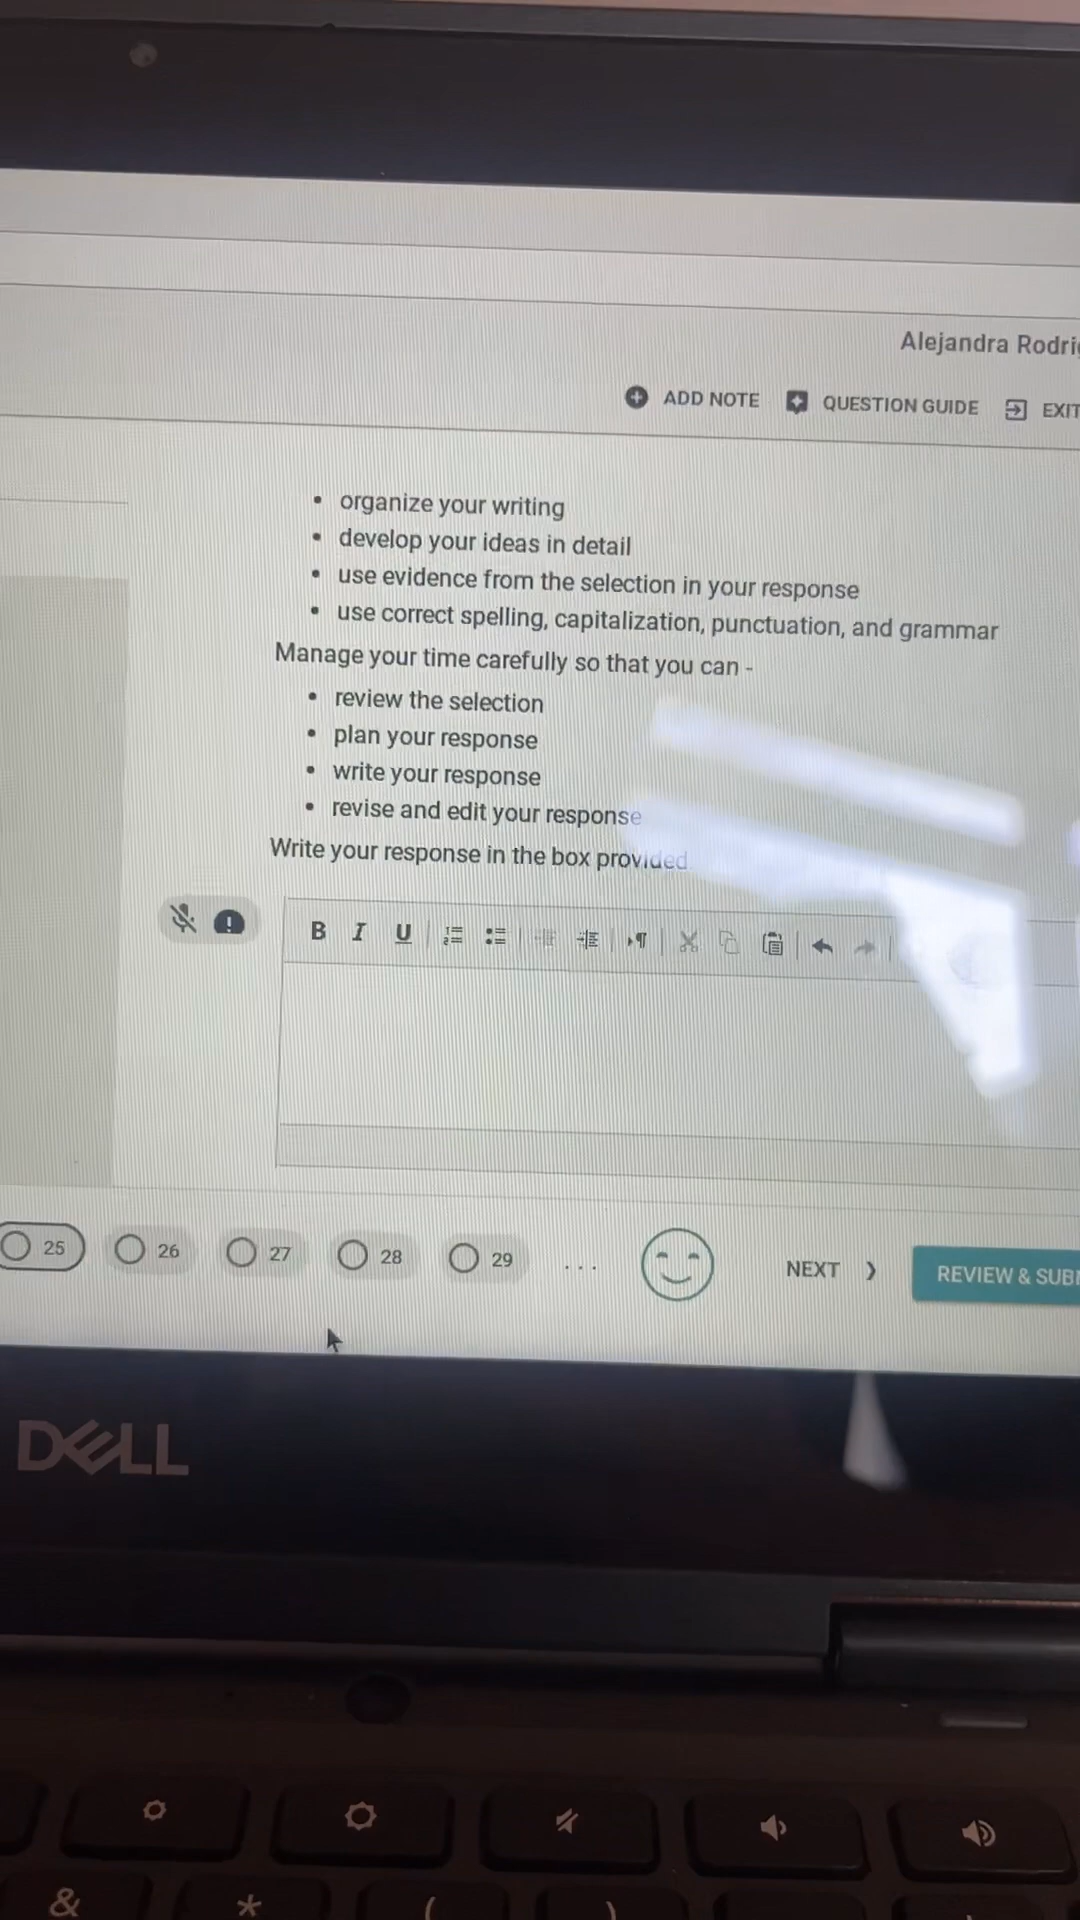 Alejandra
ADD NOTE QUESTION GUIDE EXIT
• organize your writing
• develop your ideas in detail
• use evidence from the selection in your response
• use correct spelling, capitalization, punctuation, and grammar
Manage your time carefully so that you can -
• review the selection
• plan your response
• write your response
• revise and edit your response
Write your response in the box provided
B I U
25 26 27 28 29 ... NEXT REVIEW &
DELL
& * ( )